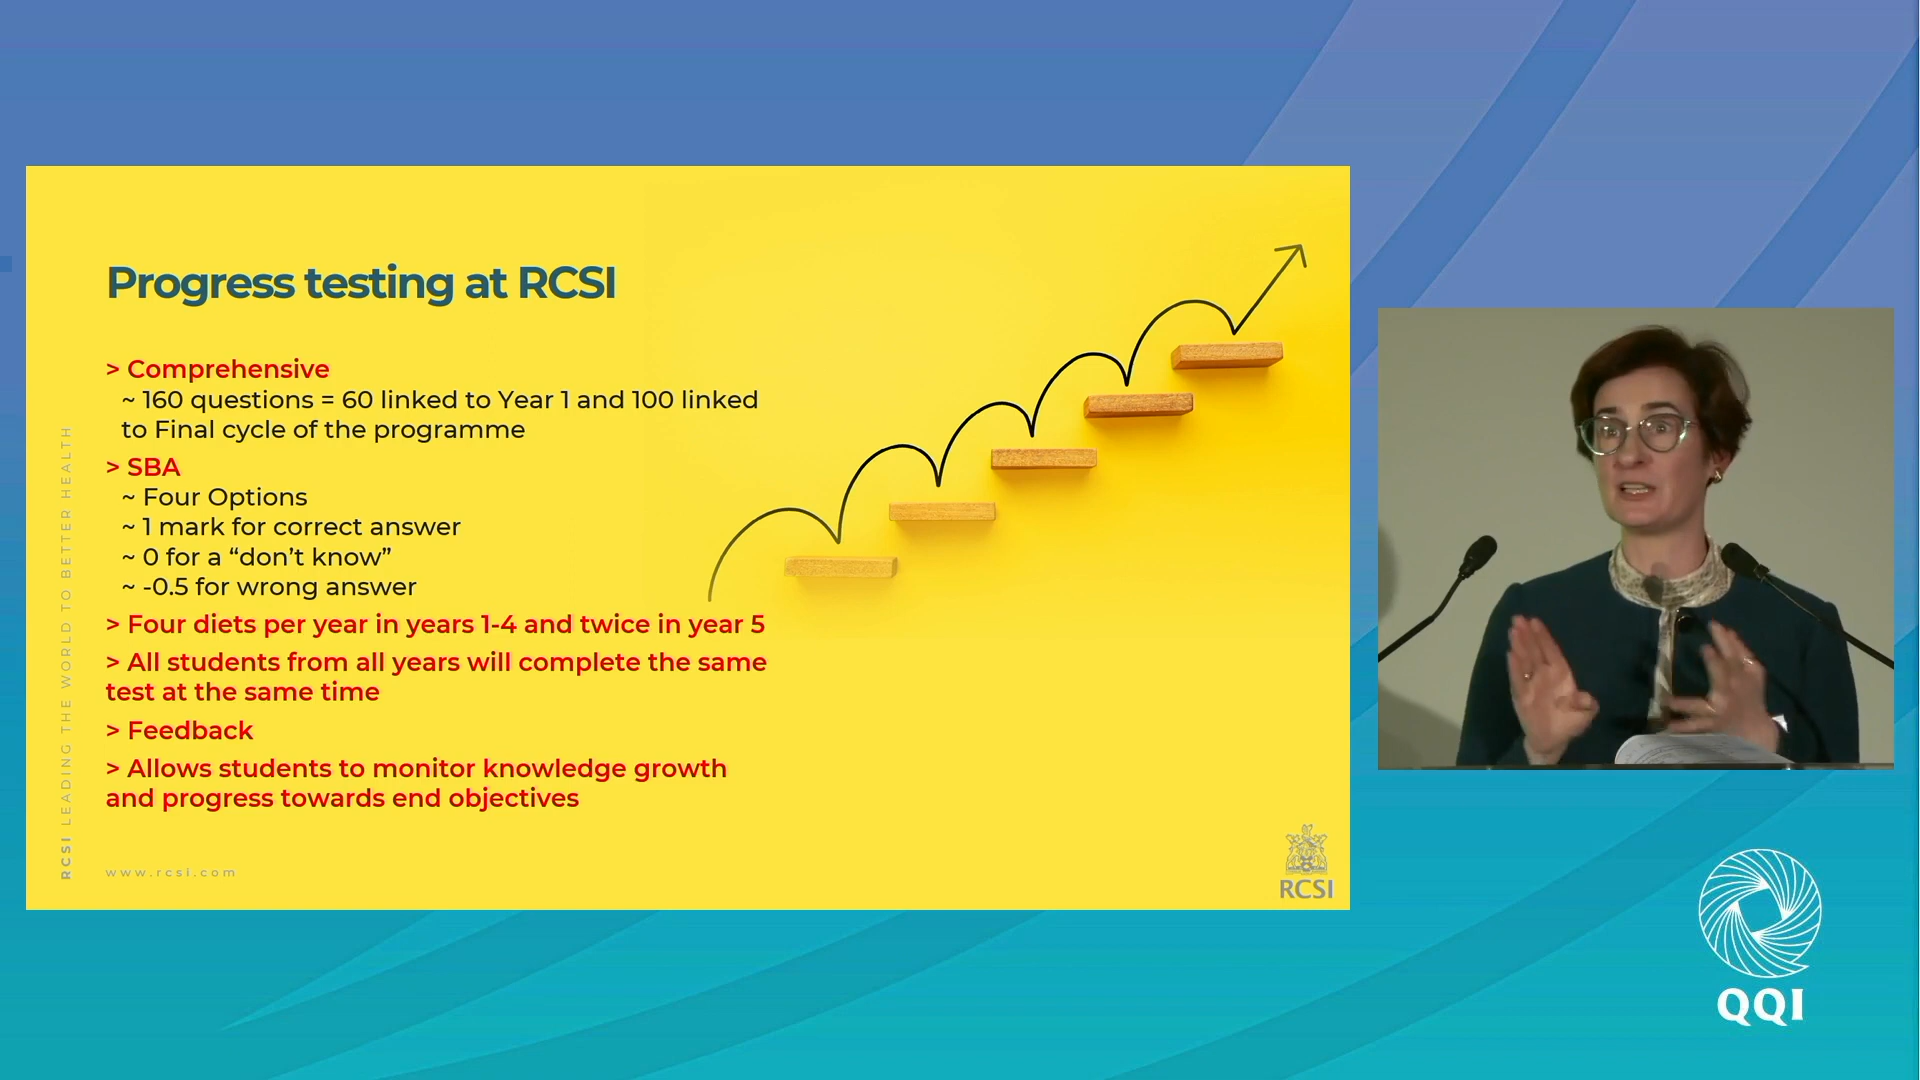 Progress testing at RCSI
> Comprehensive
~ 160 questions = 60 linked to Year 1 and 100 linked
to Final cycle of the programme
> SBA
~ Four Options
~ 1 mark for correct answer
~ 0 for a “don’t know”
~ -0.5 for wrong answer
> Four diets per year in years 1-4 and twice in year 5
> All students from all years will complete the same
test at the same time
> Feedback
> Allows students to monitor knowledge growth
and progress towards end objectives
RCSI LEADING THE WORLD TO BETTER HEALTH
www.rcsi.com
RCSI
QQI